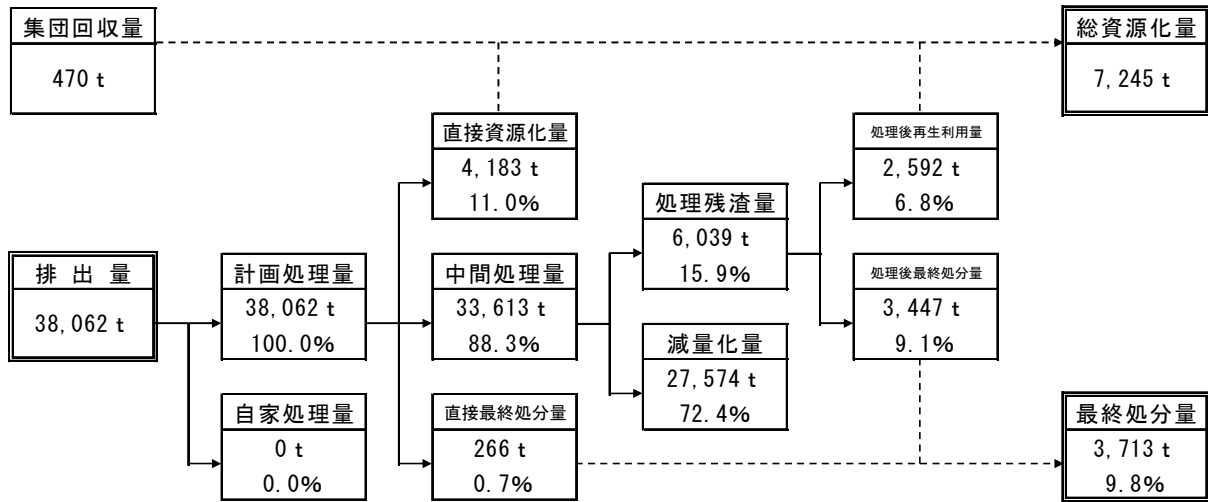 集団回収量
470 t
総資源化量
7,245 t
直接資源化量
4,183 t
11.0%
処理後再生利用量
2,592 t
6.8%
処理残渣量
6,039 t
15.9%
排出量
38,062 t
計画処理量
38,062 t
100.0%
中間処理量
33,613 t
88.3%
処理後最終処分量
3,447 t
9.1%
減量化量
27,574 t
72.4%
自家処理量
0 t
0.0%
直接最終処分量
266 t
0.7%
最終処分量
3,713 t
9.8%